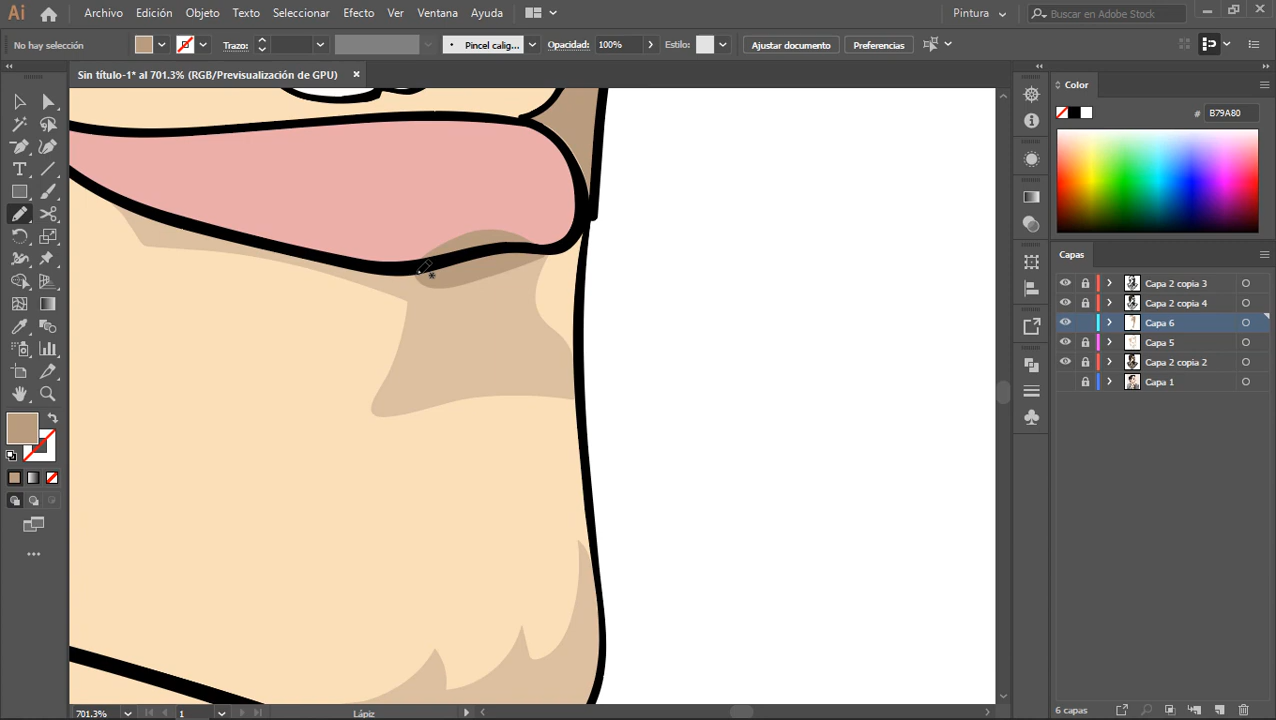 Ai Archivo Edición Objeto Texto Seleccionar Efecto Ver Ventana Ayuda Pintura Buscar en Adobe Stock
No hay selección Trazo: Pincel calig... Opacidad: 100% Estilo: Ajustar documento Preferencias
Sin título-1* al 701.3% (RGB/Previsualización de GPU)
Color
# B79A80
Capas
Capa 2 copia 3
Capa 2 copia 4
Capa 6
Capa 5
Capa 2 copia 2
Capa 1
6 capas
701.3% 1 Lápiz